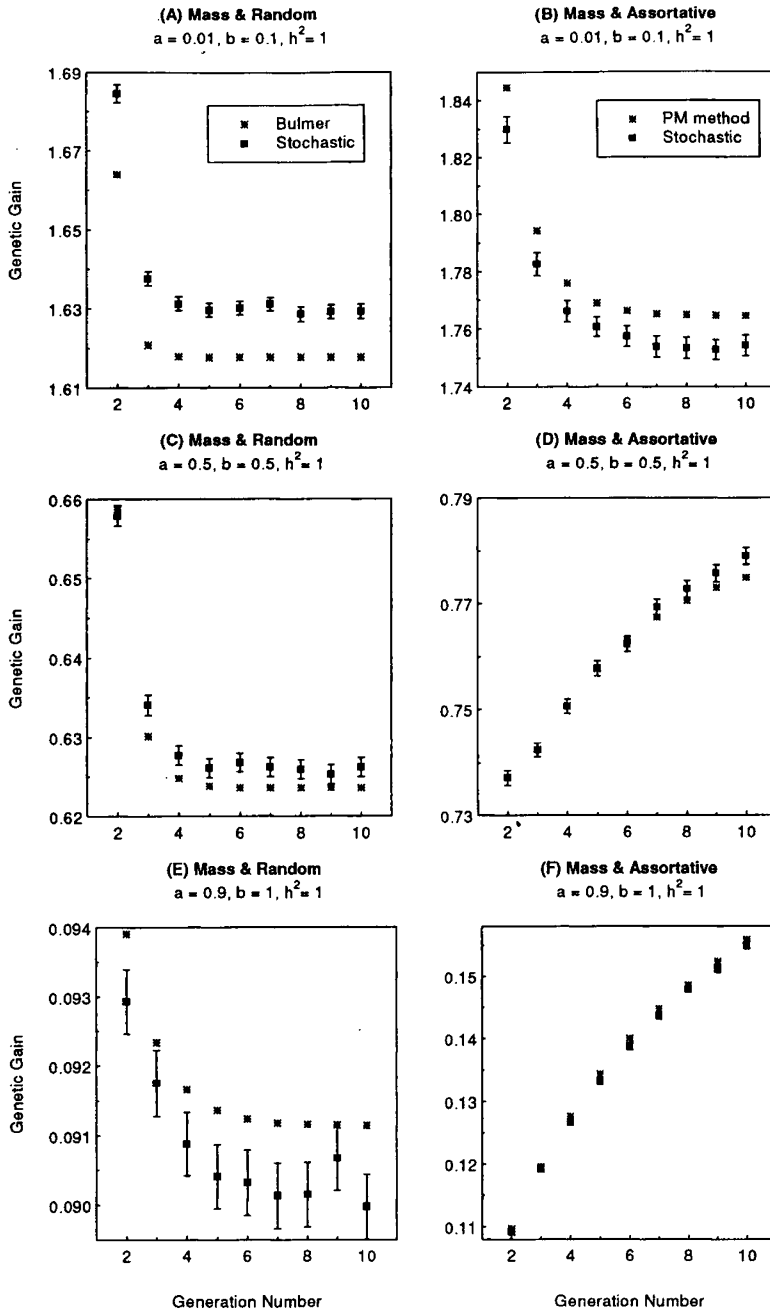 (A) Mass & Random
a = 0.01, b = 0.1, h²= 1
1.69
1.67
1.65
1.63
1.61
Genetic Gain
Bulmer
Stochastic
2 4 6 8 10
(B) Mass & Assortative
a = 0.01, b = 0.1, h²= 1
1.84
1.82
1.80
1.78
1.76
1.74
PM method
Stochastic
2 4 6 8 10
(C) Mass & Random
a = 0.5, b = 0.5, h²= 1
0.66
0.65
0.64
0.63
0.62
Genetic Gain
2 4 6 8 10
(D) Mass & Assortative
a = 0.5, b = 0.5, h²= 1
0.79
0.77
0.75
0.73
2 4 6 8 10
(E) Mass & Random
a = 0.9, b = 1, h²= 1
0.094
0.093
0.092
0.091
0.090
Genetic Gain
2 4 6 8 10
Generation Number
(F) Mass & Assortative
a = 0.9, b = 1, h²= 1
0.15
0.14
0.13
0.12
0.11
2 4 6 8 10
Generation Number